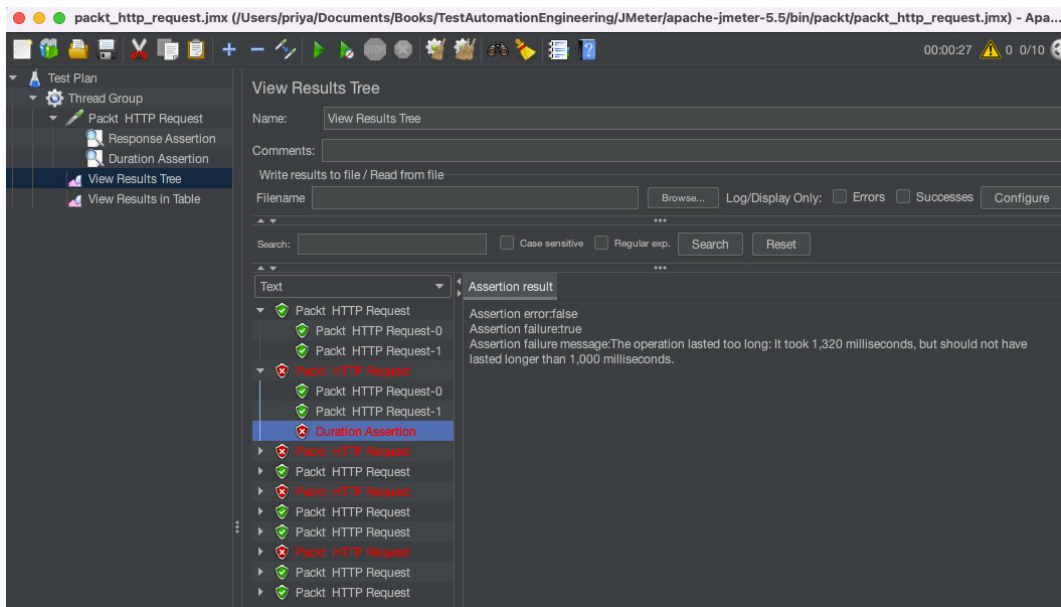 packt_http_request.jmx (/Users/priya/Documents/Books/TestAutomationEngineering/JMeter/apache-jmeter-5.5/bin/packt/packt_http_request.jmx) - Apa...
STOP
00:00:27 0 0/10
Test Plan
Thread Group
Packt HTTP Request
Response Assertion
Duration Assertion
View Results Tree
View Results in Table
View Results Tree
Name: View Results Tree
Comments:
Write results to file / Read from file
Filename Browse... Log/Display Only: Errors Successes Configure
Search: Case sensitive Regular exp. Search Reset
Text
Packt HTTP Request
Packt HTTP Request-0
Packt HTTP Request-1
Packt HTTP Request
Packt HTTP Request-0
Packt HTTP Request-1
Duration Assertion
Packt HTTP Request
Packt HTTP Request
Packt HTTP Request
Packt HTTP Request
Packt HTTP Request
Packt HTTP Request
Packt HTTP Request
Packt HTTP Request
Assertion result
Assertion error:false
Assertion failure:true
Assertion failure message:The operation lasted too long: It took 1,320 milliseconds, but should not have
lasted longer than 1,000 milliseconds.